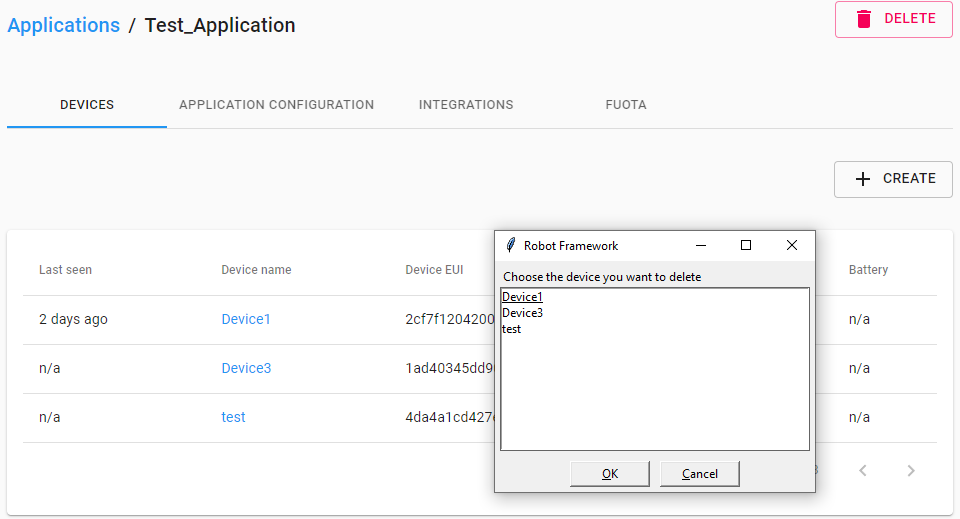 Applications / Test_Application
DELETE
DEVICES APPLICATION CONFIGURATION INTEGRATIONS FUOTA
+ CREATE
Last seen Device name Device EUI Battery
2 days ago Device1 2cf7f1204200 n/a
n/a Device3 1ad40345dd9 n/a
n/a test 4da4a1cd427 n/a
Robot Framework
Choose the device you want to delete
Device1
Device3
test
OK Cancel